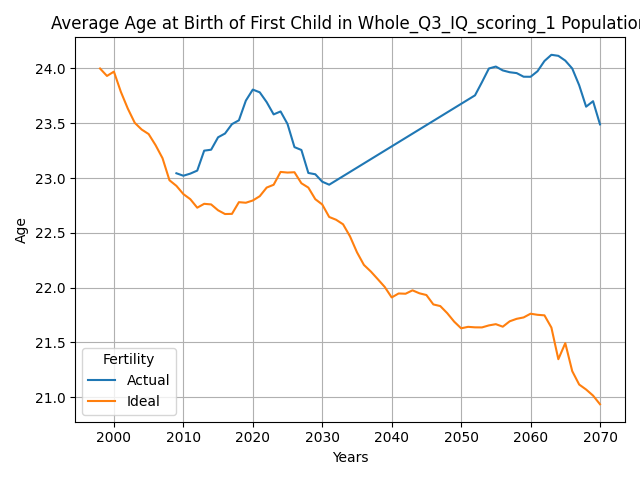 Average Age at Birth of First Child in Whole_Q3_IQ_scoring_1 Population
24.0
23.5
23.0
22.5
22.0
21.5
21.0
Age
Fertility
Actual
Ideal
2000 2010 2020 2030 2040 2050 2060 2070
Years